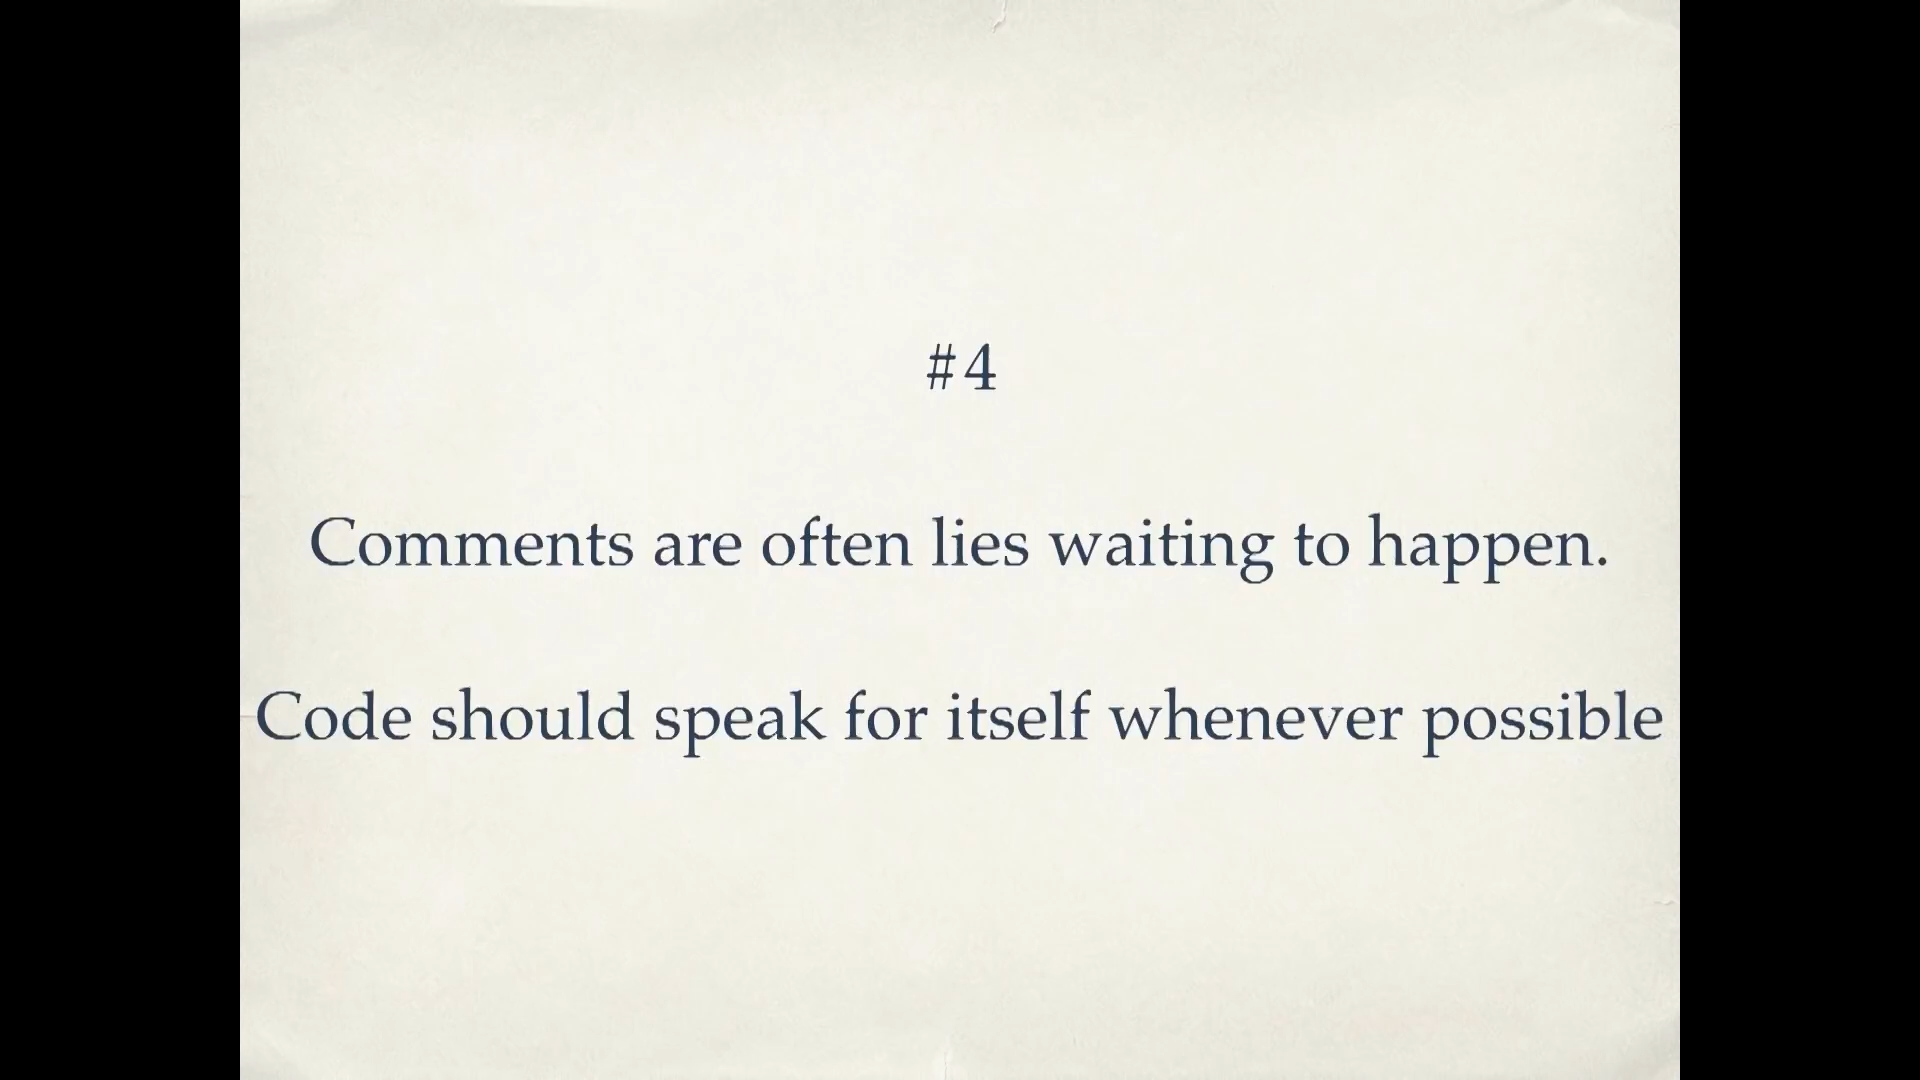 #4
Comments are often lies waiting to happen.
Code should speak for itself whenever possible